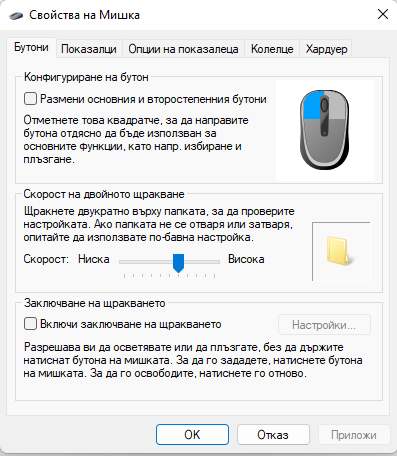 Свойства на Мишка
Бутони
Показалци
Опции на показалеца
Колелце
Хардуер
Конфигуриране на бутон
Размени основния и второстепенния бутони
Отметнете това квадратче, за да направите
бутона отдясно да бъде използван за
основните функции, като напр. избиране и
плъзгане.
Скорост на двойното щракване
Щракнете двукратно върху папката, за да проверите
настройката. Ако папката не се отваря или затваря,
опитайте да използвате по-бавна настройка.
Скорост: Ниска Висока
Заключване на щракването
Включи заключване на щракването
Настройки...
Разрешава ви да осветявате или да плъзгате, без да държите
натиснат бутона на мишката. За да го зададете, натиснете бутона
на мишката. За да го освободите, натиснете го отново.
OK
Отказ
Приложи